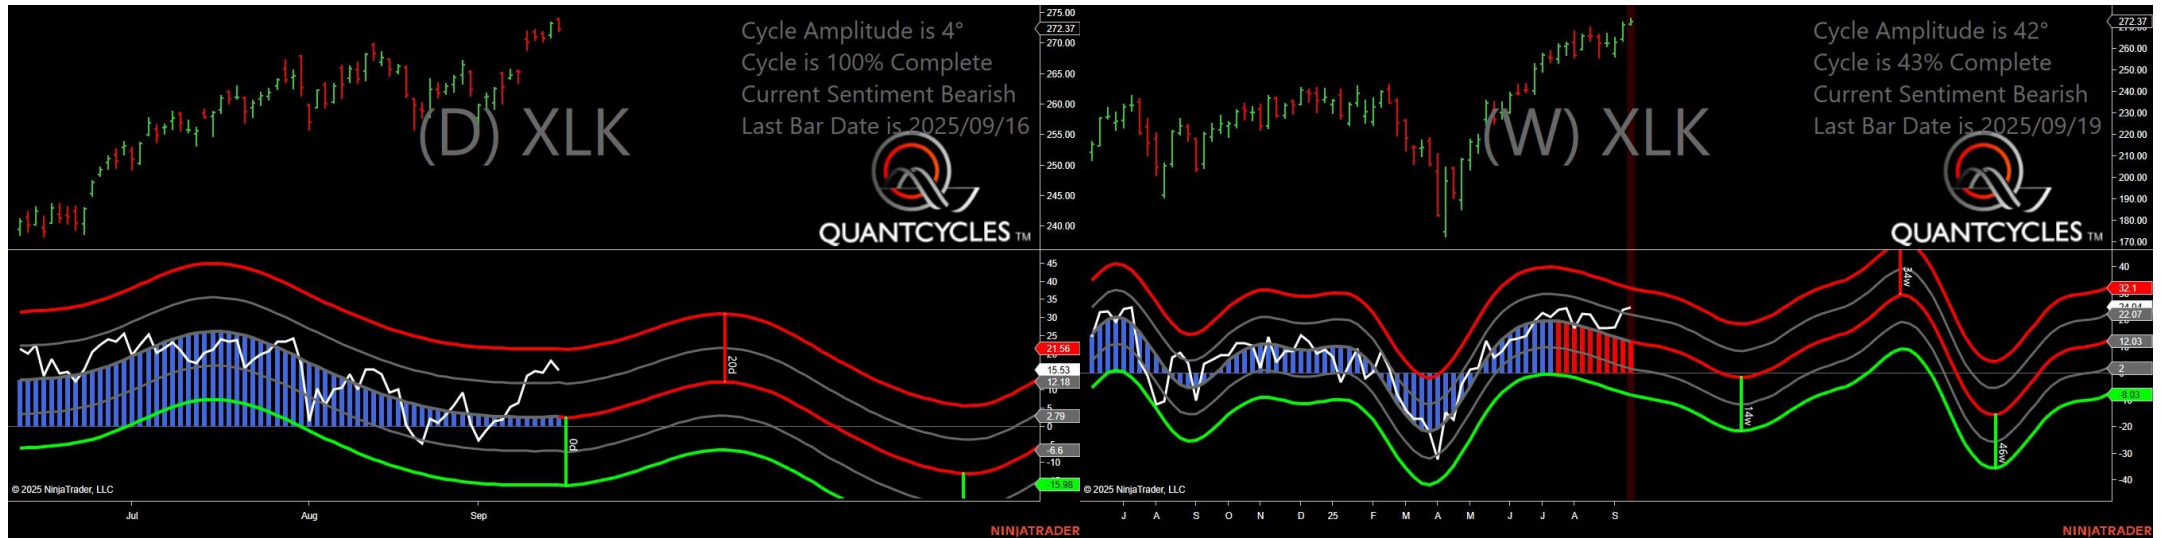 (D) XLK
Cycle Amplitude is 4°
Cycle is 100% Complete
Current Sentiment Bearish
Last Bar Date is 2025/09/16
QUANTCYCLES TM
275.00
272.37
270.00
265.00
260.00
255.00
250.00
245.00
240.00
45
40
35
30
25
21.56
15.53
12.18
2.79
0
-6.6
-10
-15.98
20d
0d
© 2025 NinjaTrader, LLC
Jul
Aug
Sep
NINJATRADER
(W) XLK
Cycle Amplitude is 42°
Cycle is 43% Complete
Current Sentiment Bearish
Last Bar Date is 2025/09/19
QUANTCYCLES TM
272.37
260.00
250.00
240.00
230.00
220.00
210.00
200.00
190.00
180.00
170.00
40
32.1
22.07
12.03
2
-8.03
-20
-30
-40
34w
14w
46w
© 2025 NinjaTrader, LLC
J A S O N D 25 F M A M J J A S
NINJATRADER